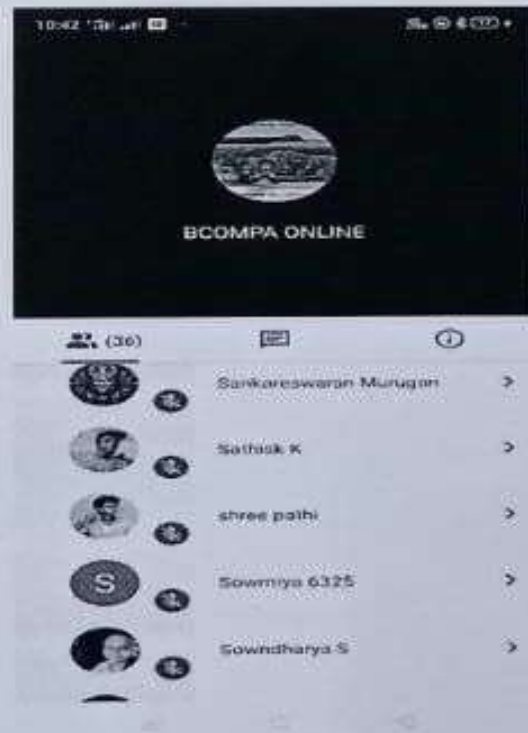 10:42
BCOMPA ONLINE
(36)
Sankareswaran Murugan
Sathish K
shree pathi
S
Sowmiya 6325
Sowndharya S